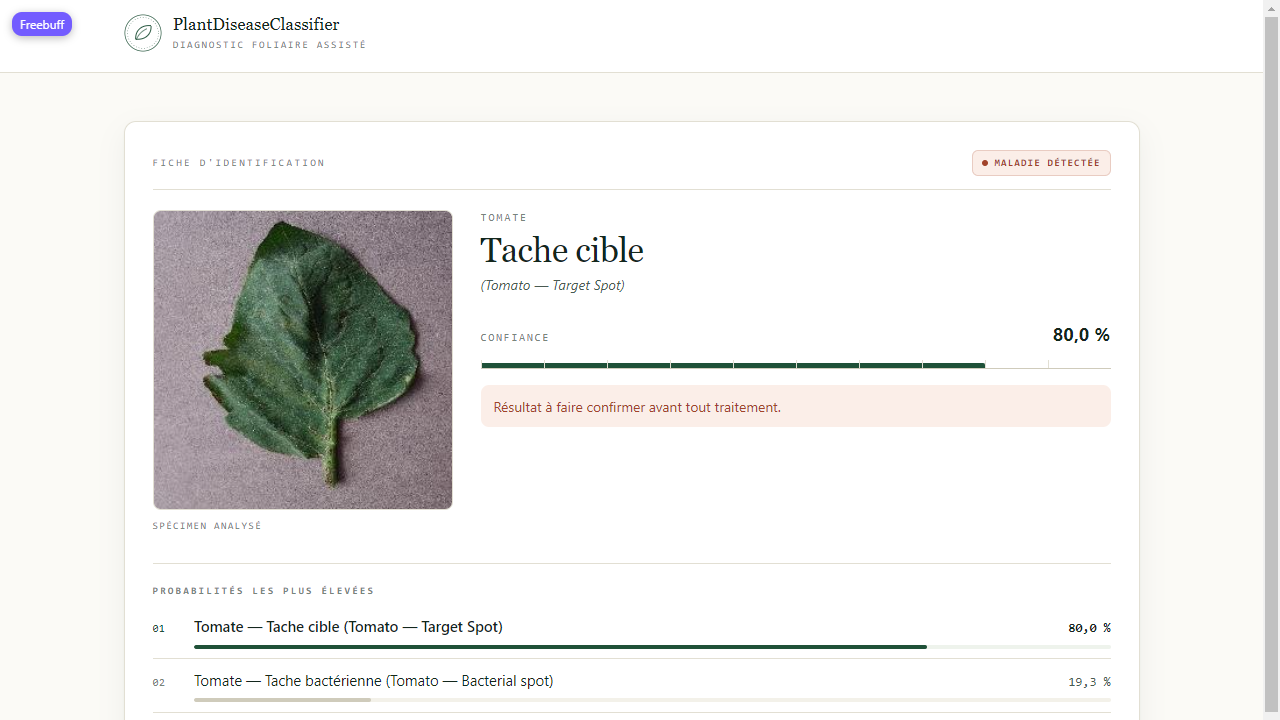 Freebuff
PlantDiseaseClassifier
DIAGNOSTIC FOLIAIRE ASSISTÉ
FICHE D'IDENTIFICATION
MALADIE DÉTECTÉE
TOMATE
Tache cible
(Tomato — Target Spot)
CONFIANCE
80,0 %
Résultat à faire confirmer avant tout traitement.
SPÉCIMEN ANALYSÉ
PROBABILITÉS LES PLUS ÉLEVÉES
01 Tomate — Tache cible (Tomato — Target Spot) 80,0 %
02 Tomate — Tache bactérienne (Tomato — Bacterial spot) 19,3 %